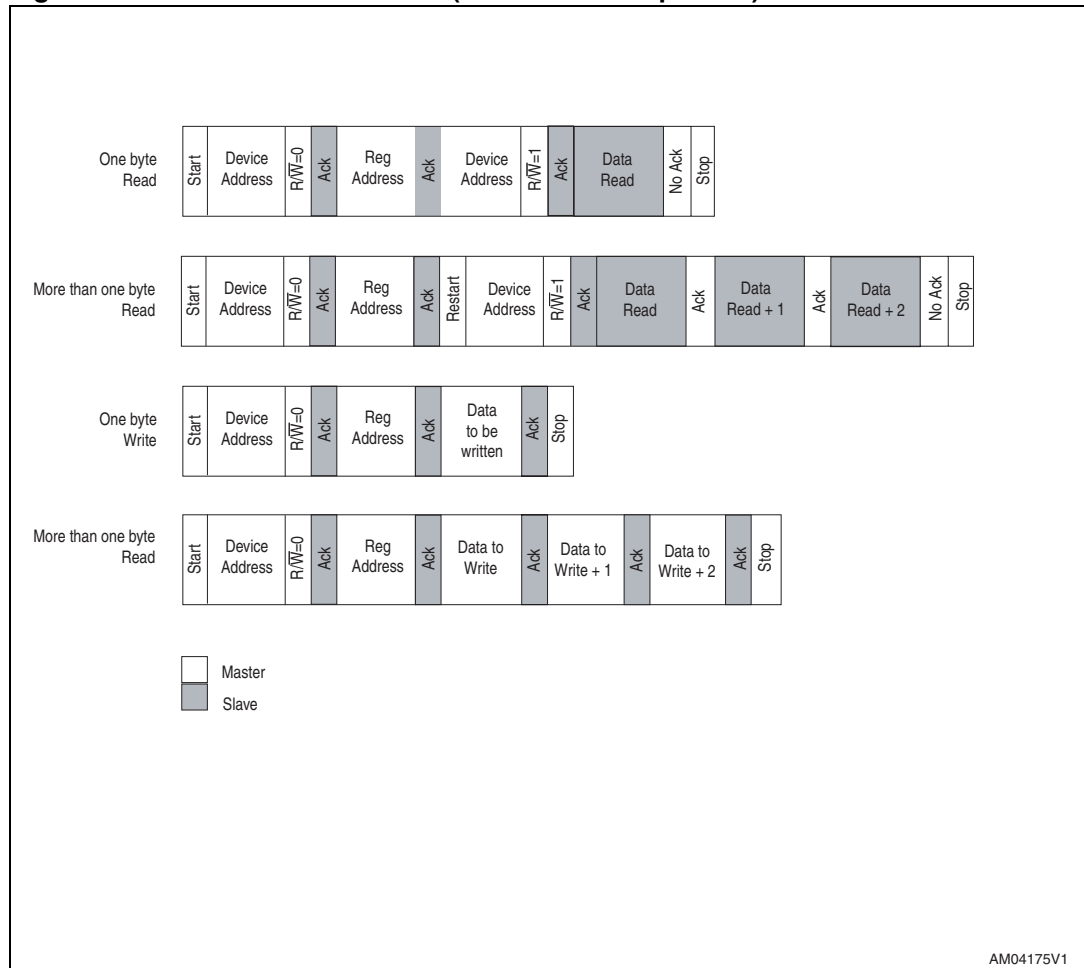 One byte
Read
Start
Device
Address
R/W̅=0
Ack
Reg
Address
Ack
Device
Address
R/W̅=1
Ack
Data
Read
No Ack
Stop
More than one byte
Read
Start
Device
Address
R/W̅=0
Ack
Reg
Address
Ack
Restart
Device
Address
R/W̅=1
Ack
Data
Read
Ack
Data
Read + 1
Ack
Data
Read + 2
No Ack
Stop
One byte
Write
Start
Device
Address
R/W̅=0
Ack
Reg
Address
Ack
Data
to be
written
Ack
Stop
More than one byte
Read
Start
Device
Address
R/W̅=0
Ack
Reg
Address
Ack
Data to
Write
Ack
Data to
Write + 1
Ack
Data to
Write + 2
Ack
Stop
Master
Slave
AM04175V1